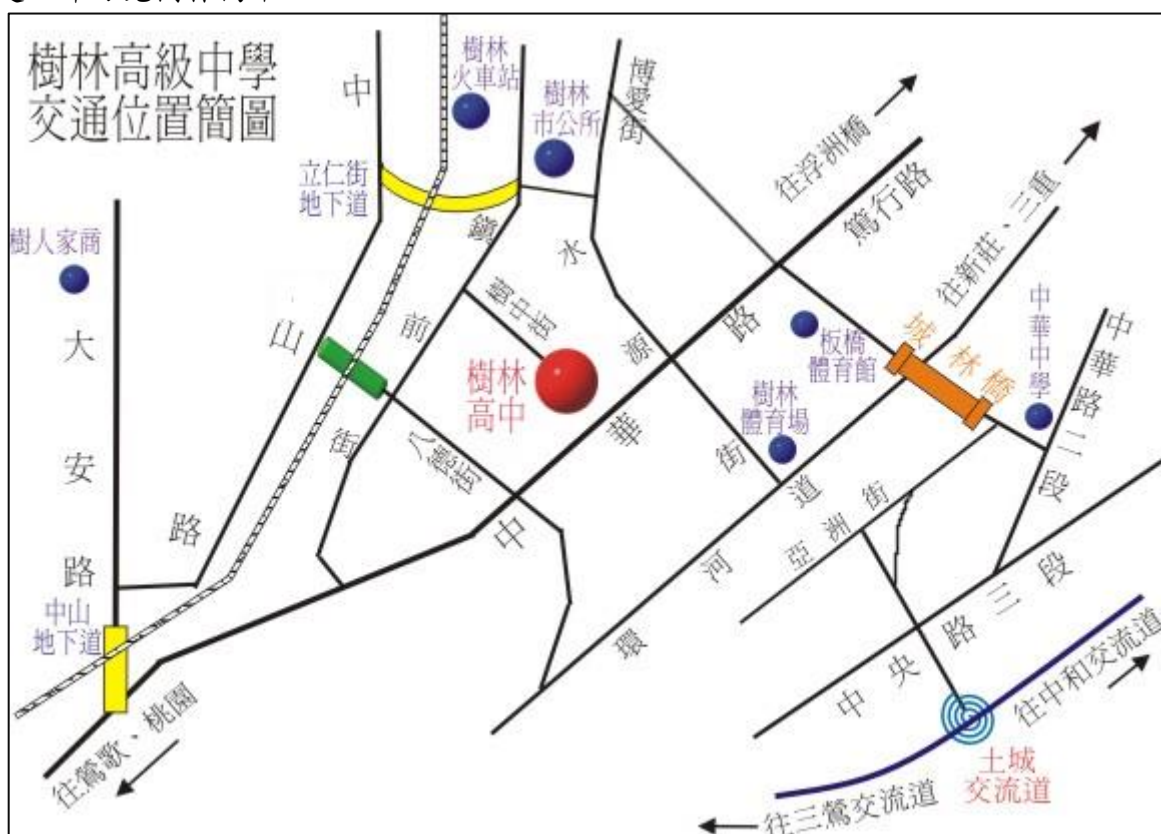 樹林高級中學
交通位置簡圖
樹林
火車站
樹林
市公所
博愛街
往浮洲橋
篤行路
往新莊、三重
立仁街
地下道
樹人家商
大安路
中山路
鎮前街
樹中街
水源街
樹林
高中
八德街
中華路
板橋
體育館
樹林
體育場
城林橋
中華中學
中華路二段
環河道
亞洲街
中央路三段
中山
地下道
往鶯歌、桃園
往中和交流道
土城
交流道
往三鶯交流道